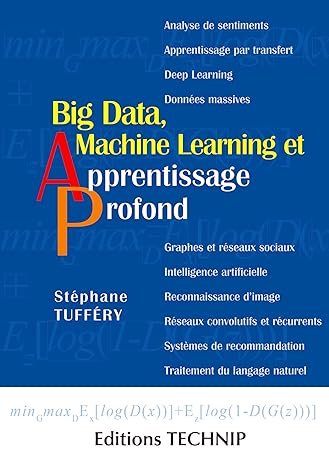 Analyse de sentiments
Apprentissage par transfert
Deep Learning
Données massives
Big Data,
Machine Learning et
Apprentissage
Profond
Graphes et réseaux sociaux
Intelligence artificielle
Reconnaissance d'image
Réseaux convolutifs et récurrents
Systèmes de recommandation
Traitement du langage naturel
Stéphane
TUFFÉRY
min_G max_D E_x[log(D(x))]+E_z[log(1-D(G(z)))]
Editions TECHNIP